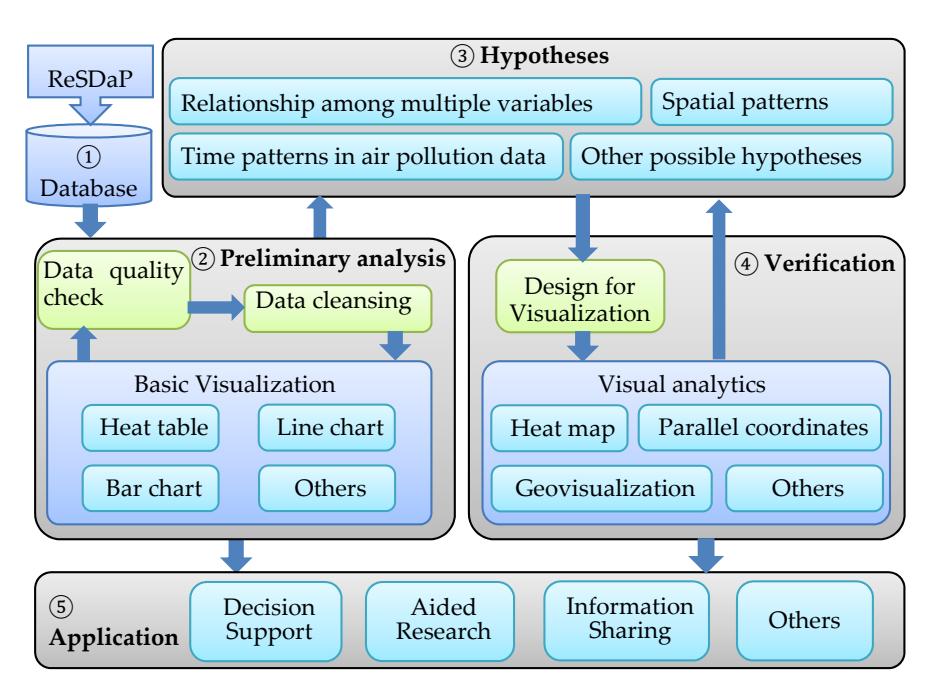 ReSDaP
①
Database
③ Hypotheses
Relationship among multiple variables
Spatial patterns
Time patterns in air pollution data
Other possible hypotheses
② Preliminary analysis
Data quality
check
Data cleansing
Basic Visualization
Heat table
Line chart
Bar chart
Others
④ Verification
Design for
Visualization
Visual analytics
Heat map
Parallel coordinates
Geovisualization
Others
⑤
Application
Decision
Support
Aided
Research
Information
Sharing
Others